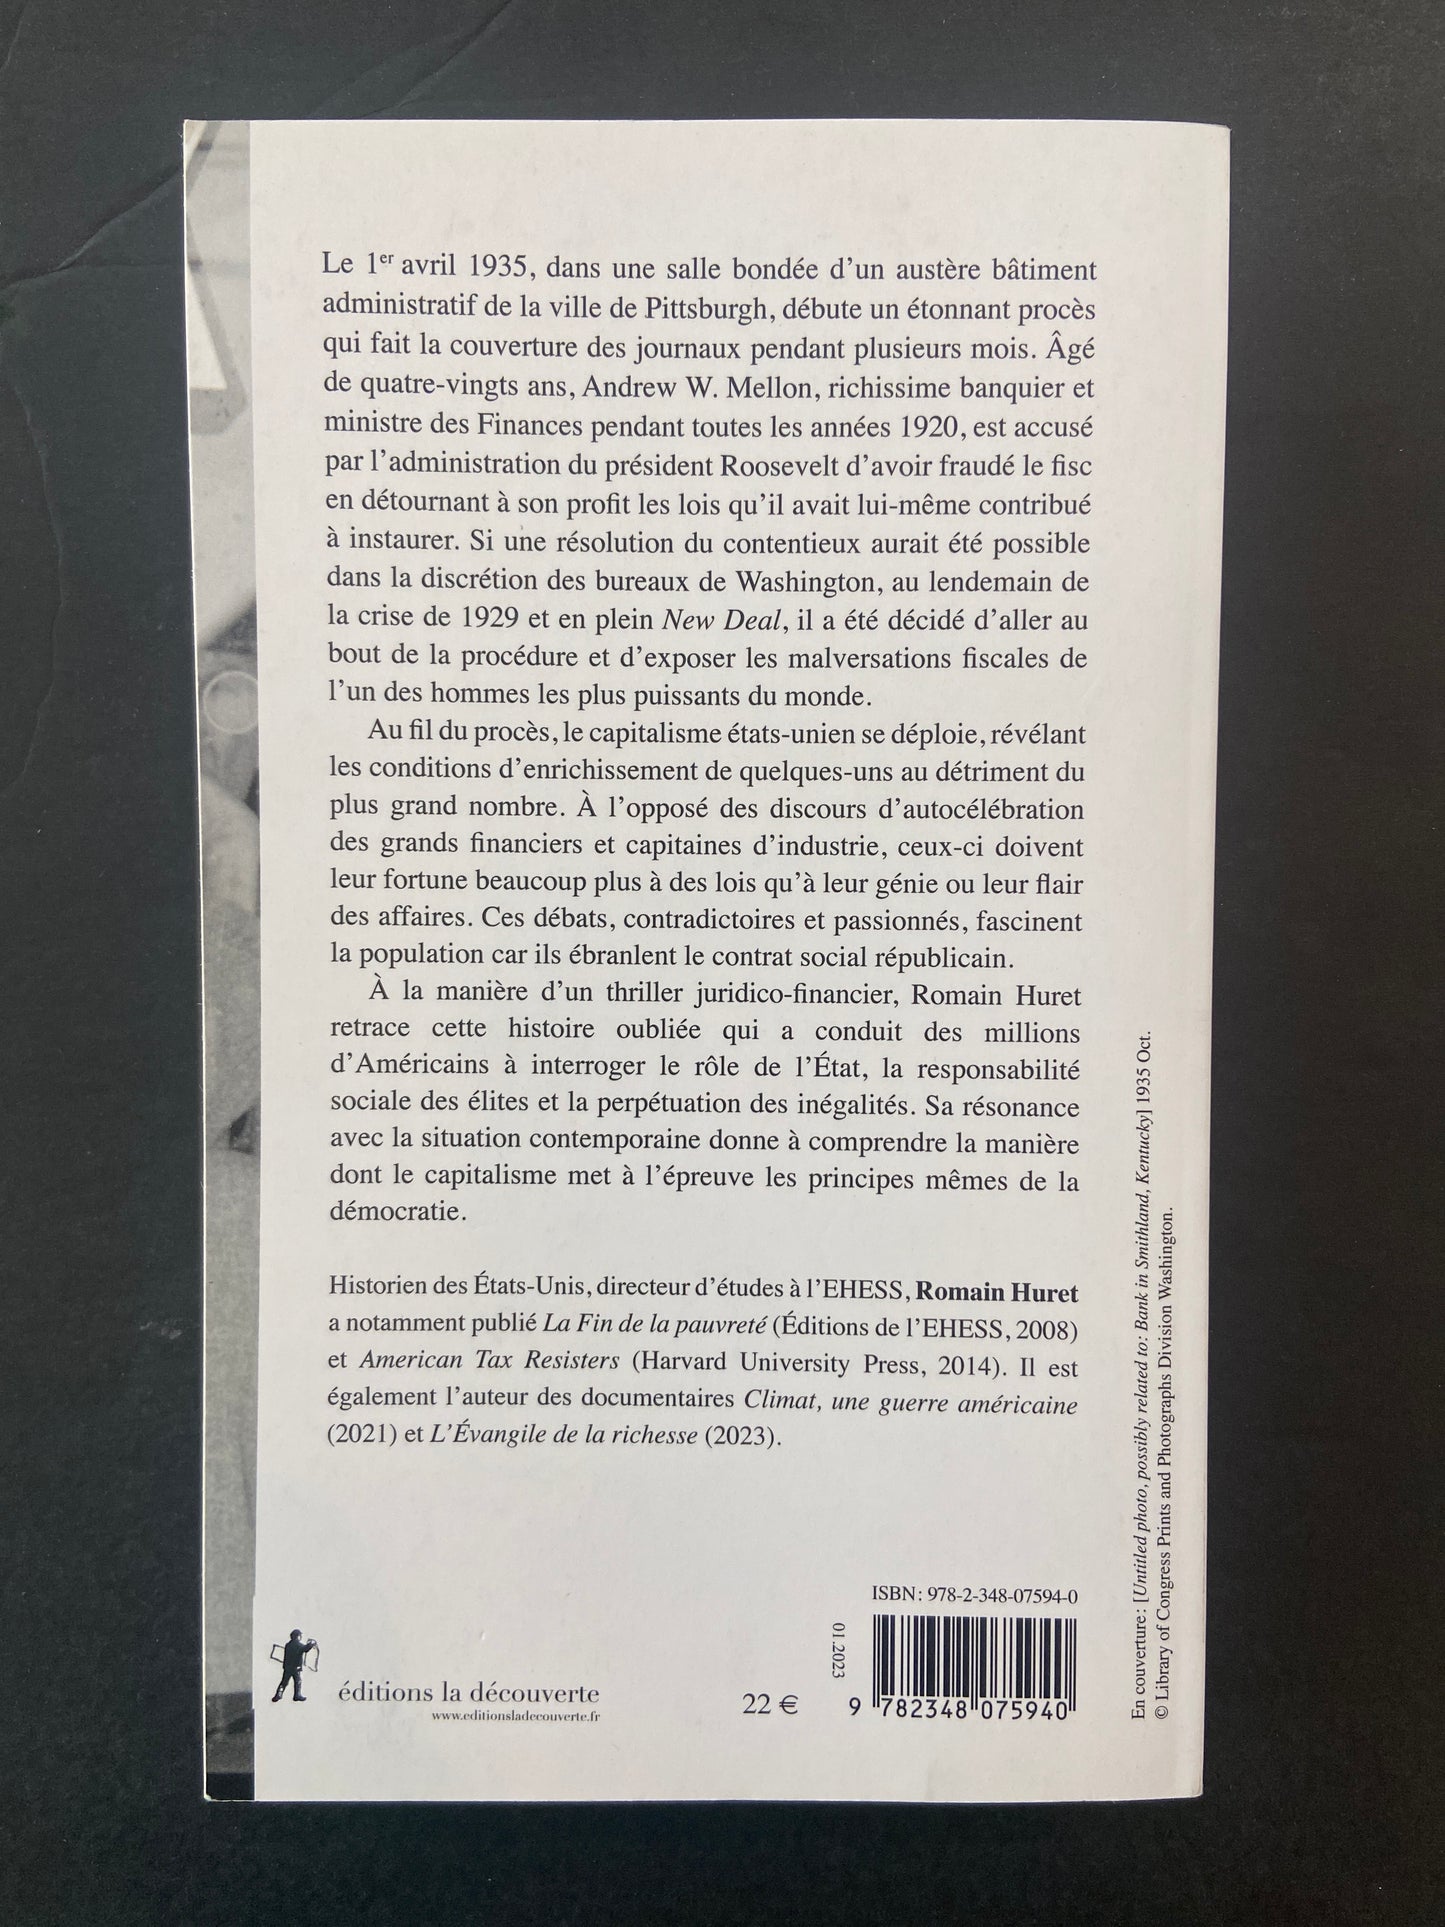 Le 1er avril 1935, dans une salle bondée d’un austère bâtiment
administratif de la ville de Pittsburgh, débute un étonnant procès
qui fait la couverture des journaux pendant plusieurs mois. Âgé
de quatre-vingts ans, Andrew W. Mellon, richissime banquier et
ministre des Finances pendant toutes les années 1920, est accusé
par l’administration du président Roosevelt d’avoir fraudé le fisc
en détournant à son profit les lois qu’il avait lui-même contribué
à instaurer. Si une résolution du contentieux aurait été possible
dans la discrétion des bureaux de Washington, au lendemain de
la crise de 1929 et en plein New Deal, il a été décidé d’aller au
bout de la procédure et d’exposer les malversations fiscales de
l’un des hommes les plus puissants du monde.
Au fil du procès, le capitalisme états-unien se déploie, révélant
les conditions d’enrichissement de quelques-uns au détriment du
plus grand nombre. À l’opposé des discours d’autocélébration
des grands financiers et capitaines d’industrie, ceux-ci doivent
leur fortune beaucoup plus à des lois qu’à leur génie ou leur flair
des affaires. Ces débats, contradictoires et passionnés, fascinent
la population car ils ébranlent le contrat social républicain.
À la manière d’un thriller juridico-financier, Romain Huret
retrace cette histoire oubliée qui a conduit des millions
d’Américains à interroger le rôle de l’État, la responsabilité
sociale des élites et la perpétuation des inégalités. Sa résonance
avec la situation contemporaine donne à comprendre la manière
dont le capitalisme met à l’épreuve les principes mêmes de la
démocratie.
Historien des États-Unis, directeur d’études à l’EHESS, Romain Huret
a notamment publié La Fin de la pauvreté (Éditions de l’EHESS, 2008)
et American Tax Resisters (Harvard University Press, 2014). Il est
également l’auteur des documentaires Climat, une guerre américaine
(2021) et L’Évangile de la richesse (2023).
éditions la découverte
www.editionsladecouverte.fr
22 €
01.2023
ISBN : 978-2-348-07594-0
9 782348 075940
En couverture : [Untitled photo, possibly related to: Bank in Smithland, Kentucky] 1935 Oct.
© Library of Congress Prints and Photographs Division Washington.